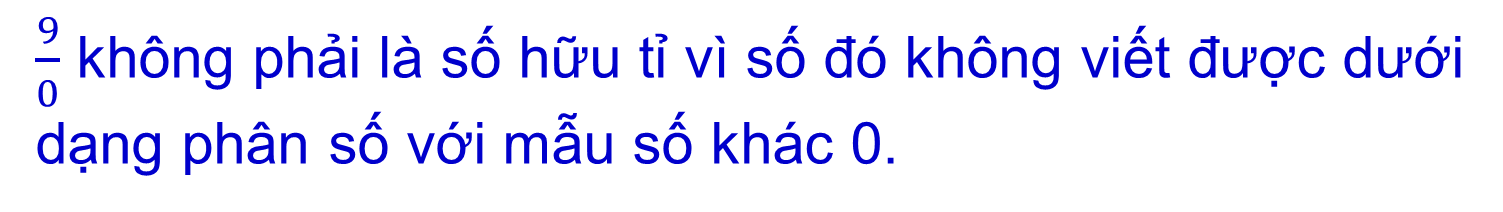 $\frac{9}{0}$ không phải là số hữu tỉ vì số đó không viết được dưới
dạng phân số với mẫu số khác 0.